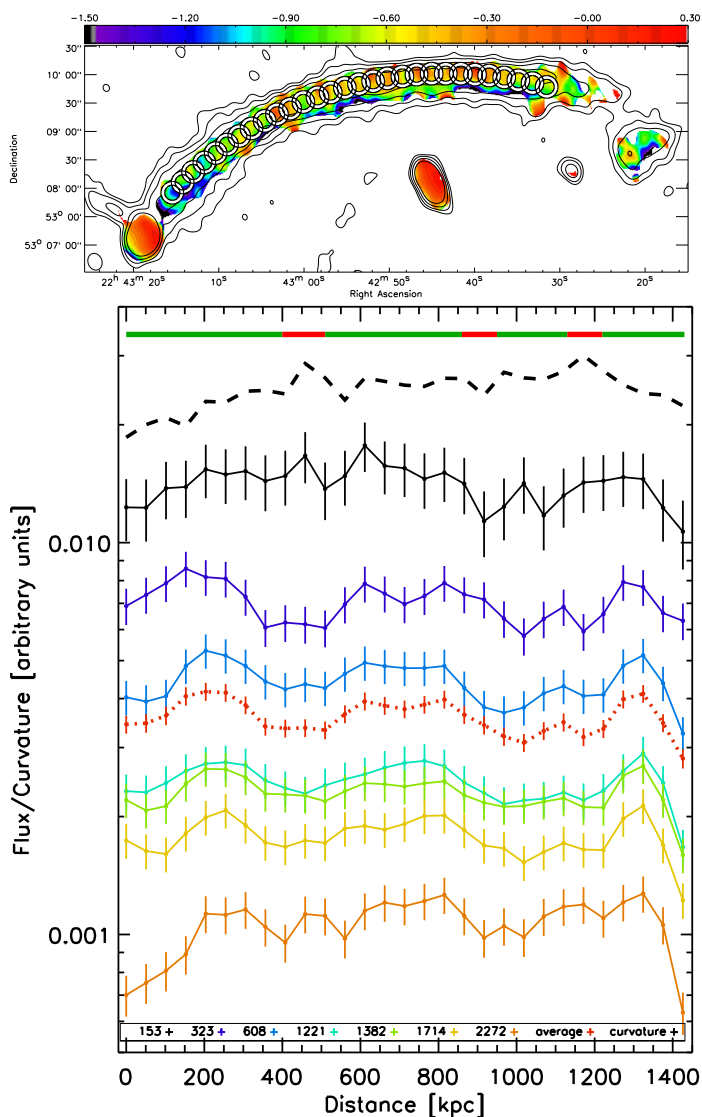 -1.50 -1.20 -0.90 -0.60 -0.30 -0.00 0.30
30''
10' 00''
30''
09' 00''
30''
08' 00''
53° 00'
53° 07' 00''
Declination
22ʰ 43ᵐ 20ˢ 10ˢ 43ᵐ 00ˢ 42ᵐ 50ˢ 40ˢ 30ˢ 20ˢ
Right Ascension
Flux/Curvature [arbitrary units]
0.010
0.001
153 + 323 + 608 + 1221 + 1382 + 1714 + 2272 + average + curvature +
0 200 400 600 800 1000 1200 1400
Distance [kpc]